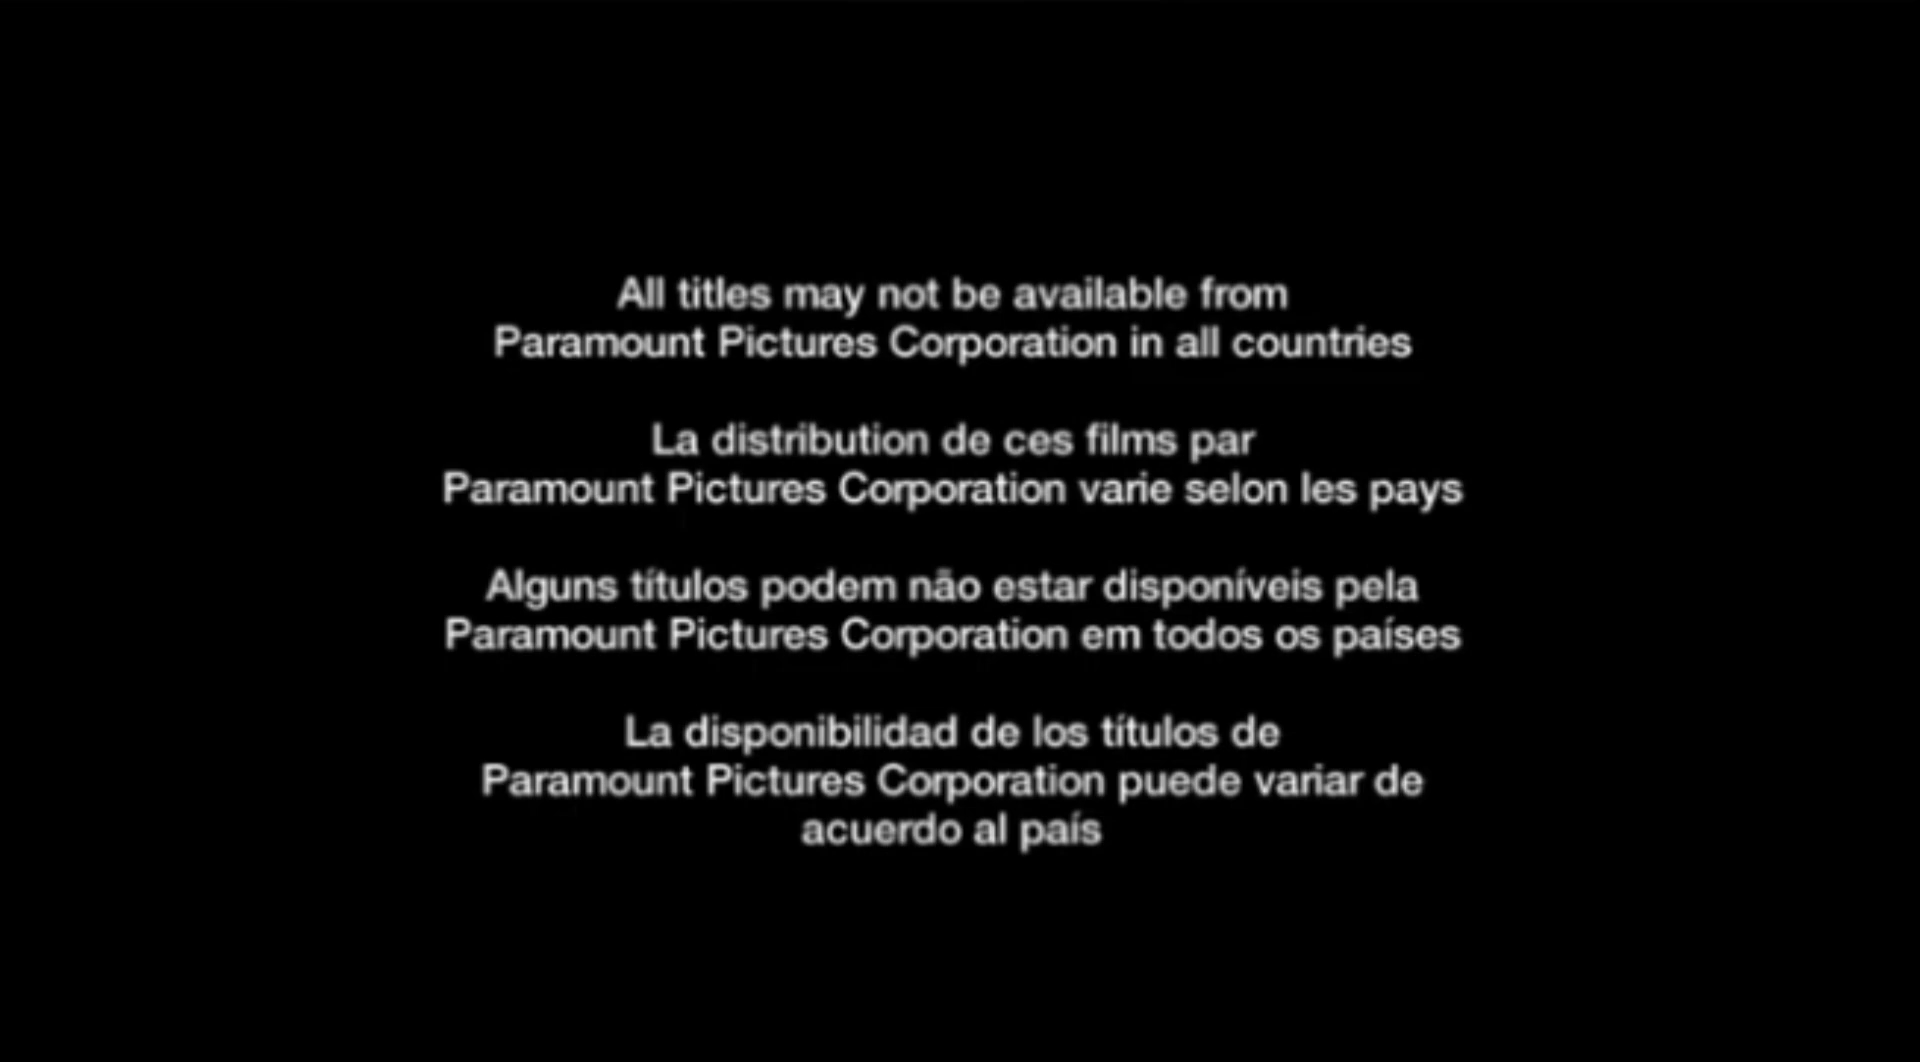 All titles may not be available from
Paramount Pictures Corporation in all countries
La distribution de ces films par
Paramount Pictures Corporation varie selon les pays
Alguns títulos podem não estar disponíveis pela
Paramount Pictures Corporation em todos os países
La disponibilidad de los títulos de
Paramount Pictures Corporation puede variar de
acuerdo al país